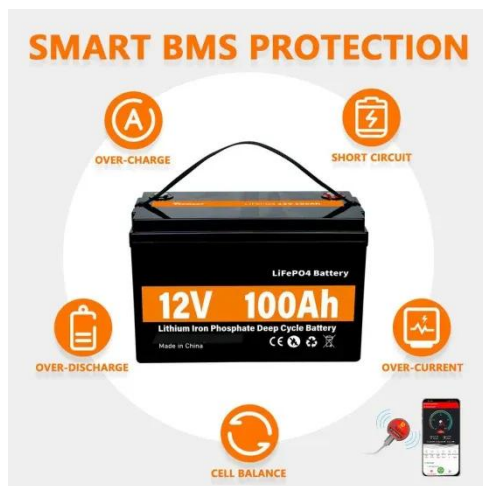 SMART BMS PROTECTION
A
OVER-CHARGE
SHORT CIRCUIT
LiFePO4 Battery
12V 100Ah
Lithium Iron Phosphate Deep Cycle Battery
Made in China
CE
OVER-DISCHARGE
OVER-CURRENT
CELL BALANCE